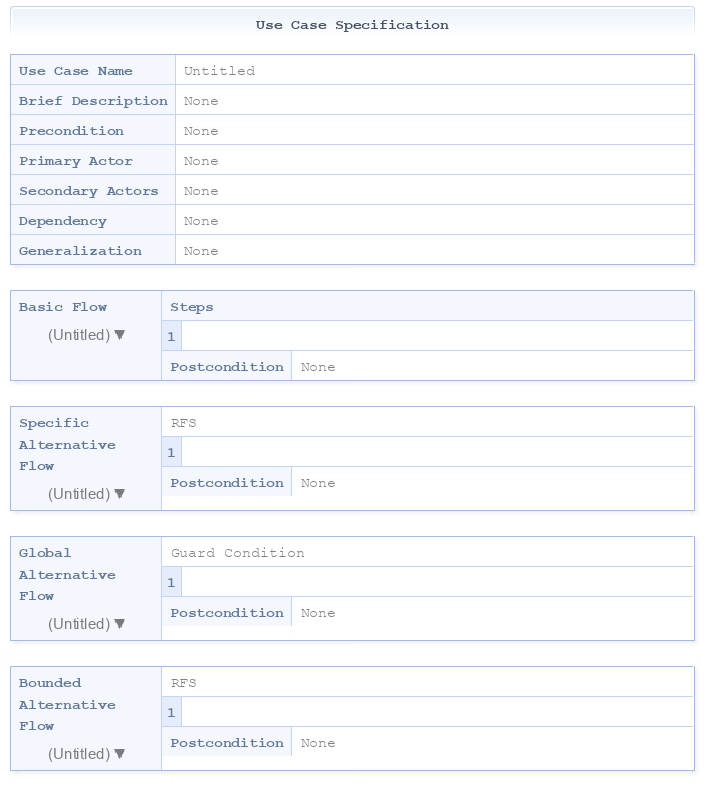 Use Case Specification
Use Case Name Untitled
Brief Description None
Precondition None
Primary Actor None
Secondary Actors None
Dependency None
Generalization None
Basic Flow Steps
(Untitled) ▼ 1
Postcondition None
Specific RFS
Alternative 1
Flow
Postcondition None
(Untitled) ▼
Global Guard Condition
Alternative 1
Flow
Postcondition None
(Untitled) ▼
Bounded RFS
Alternative 1
Flow
Postcondition None
(Untitled) ▼